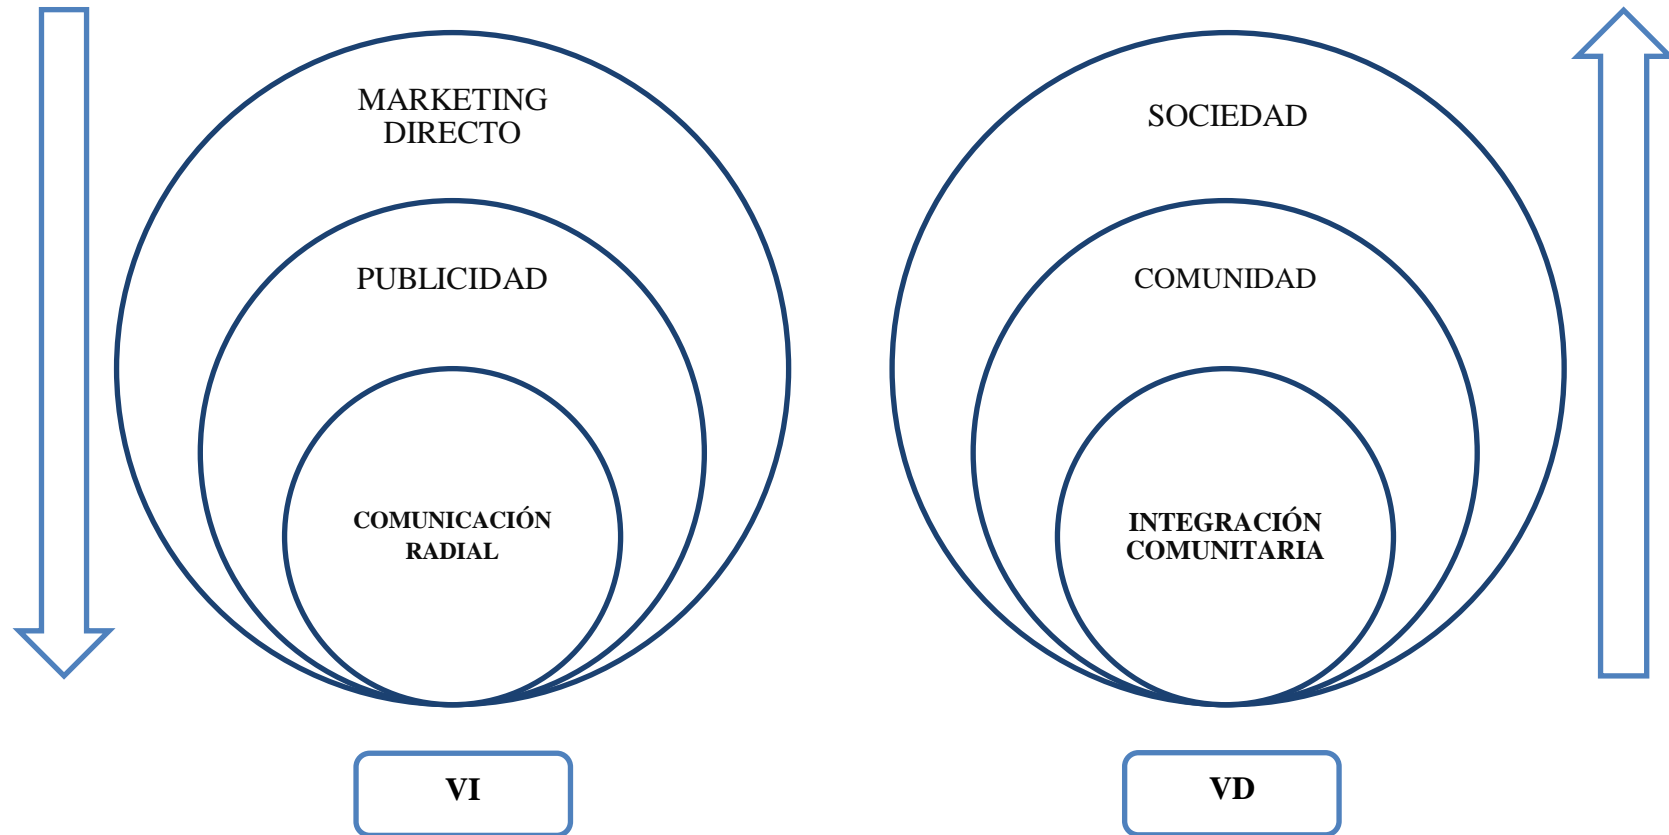 MARKETING
DIRECTO
PUBLICIDAD
COMUNICACIÓN
RADIAL
VI
SOCIEDAD
COMUNIDAD
INTEGRACIÓN
COMUNITARIA
VD